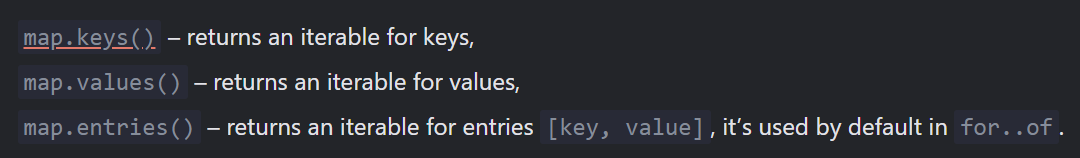 map.keys() – returns an iterable for keys,
map.values() – returns an iterable for values,
map.entries() – returns an iterable for entries [key, value], it’s used by default in for..of.